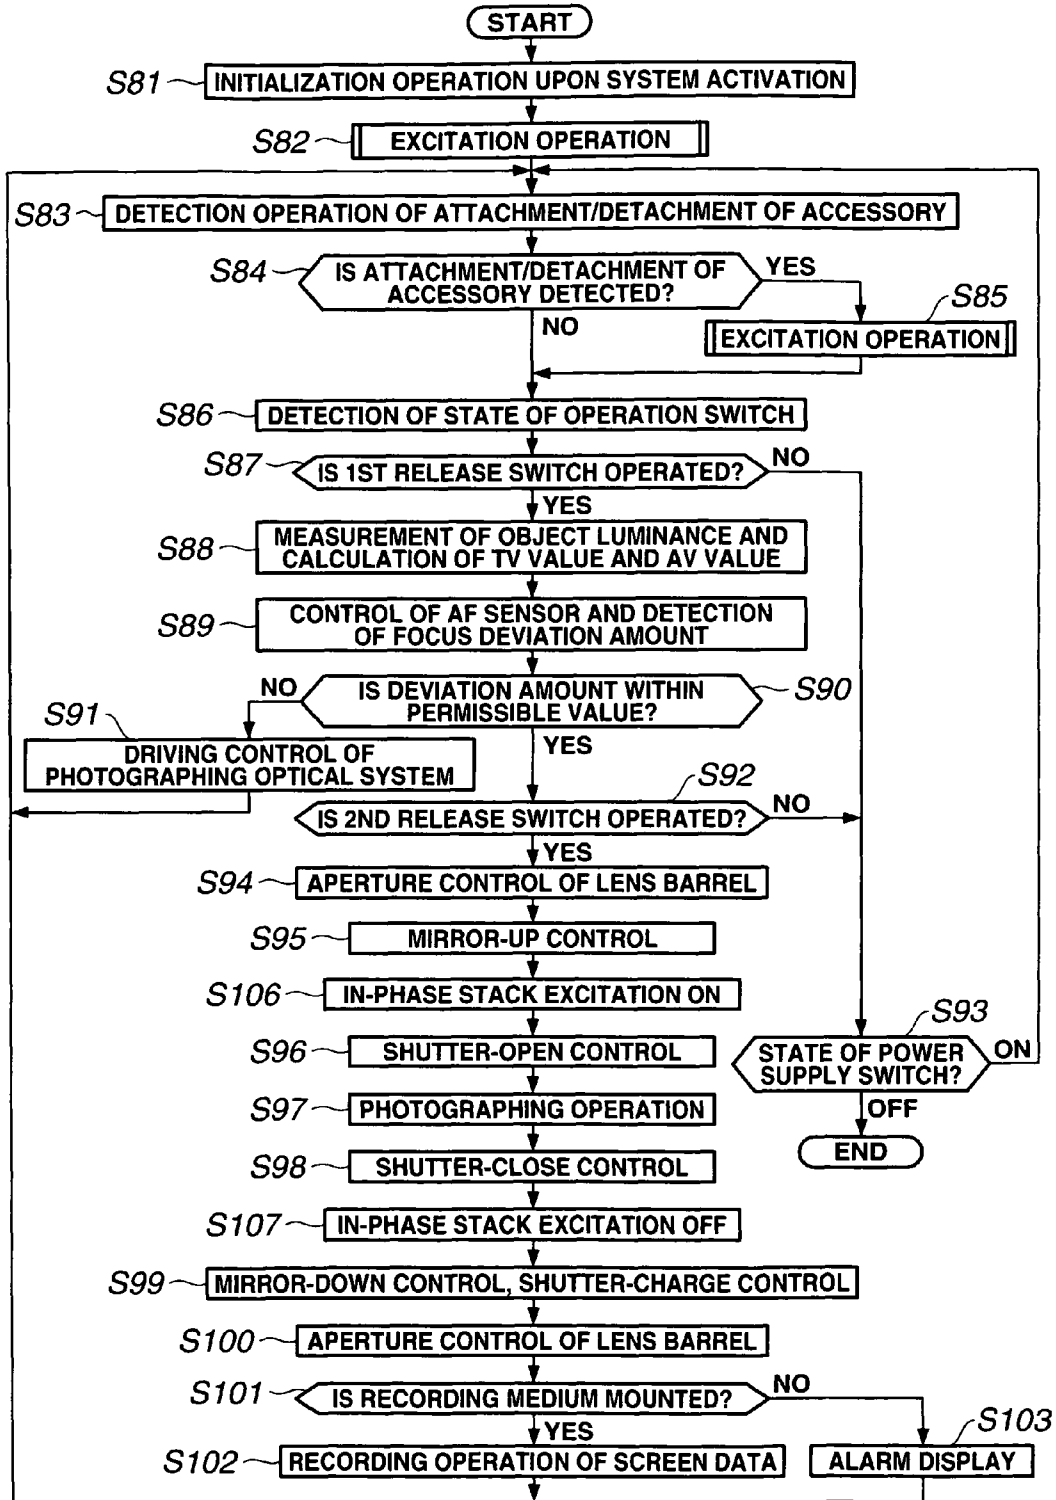 START
S81
INITIALIZATION OPERATION UPON SYSTEM ACTIVATION
S82
EXCITATION OPERATION
S83
DETECTION OPERATION OF ATTACHMENT/DETACHMENT OF ACCESSORY
S84
IS ATTACHMENT/DETACHMENT OF
ACCESSORY DETECTED?
YES
NO
S85
EXCITATION OPERATION
S86
DETECTION OF STATE OF OPERATION SWITCH
S87
IS 1ST RELEASE SWITCH OPERATED?
NO
YES
S88
MEASUREMENT OF OBJECT LUMINANCE AND
CALCULATION OF TV VALUE AND AV VALUE
S89
CONTROL OF AF SENSOR AND DETECTION
OF FOCUS DEVIATION AMOUNT
NO
IS DEVIATION AMOUNT WITHIN
PERMISSIBLE VALUE?
S90
YES
S91
DRIVING CONTROL OF
PHOTOGRAPHING OPTICAL SYSTEM
S92
IS 2ND RELEASE SWITCH OPERATED?
NO
YES
S94
APERTURE CONTROL OF LENS BARREL
S95
MIRROR-UP CONTROL
S106
IN-PHASE STACK EXCITATION ON
S93
STATE OF POWER
SUPPLY SWITCH?
ON
OFF
END
S96
SHUTTER-OPEN CONTROL
S97
PHOTOGRAPHING OPERATION
S98
SHUTTER-CLOSE CONTROL
S107
IN-PHASE STACK EXCITATION OFF
S99
MIRROR-DOWN CONTROL, SHUTTER-CHARGE CONTROL
S100
APERTURE CONTROL OF LENS BARREL
S101
IS RECORDING MEDIUM MOUNTED?
NO
YES
S102
RECORDING OPERATION OF SCREEN DATA
S103
ALARM DISPLAY